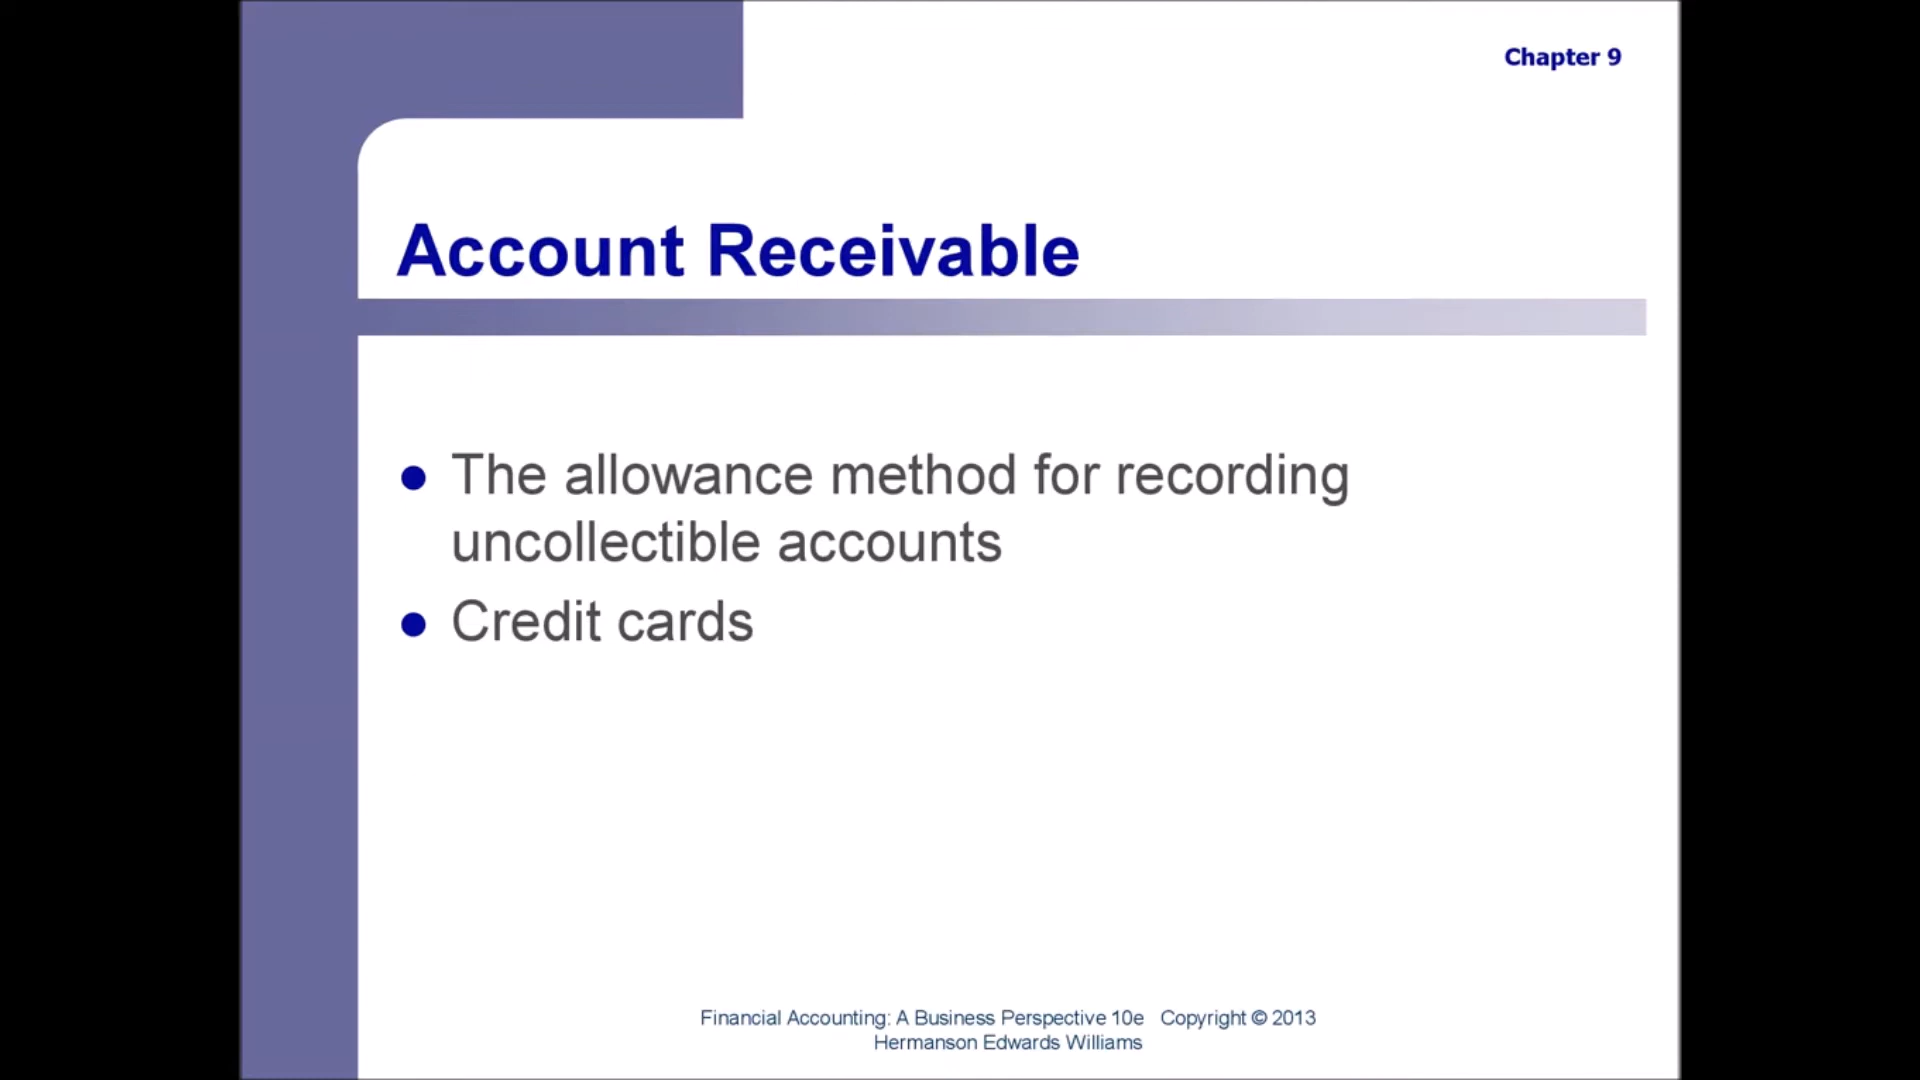 Chapter 9
Account Receivable
The allowance method for recording
uncollectible accounts
Credit cards
Financial Accounting: A Business Perspective 10e Copyright © 2013
Hermanson Edwards Williams